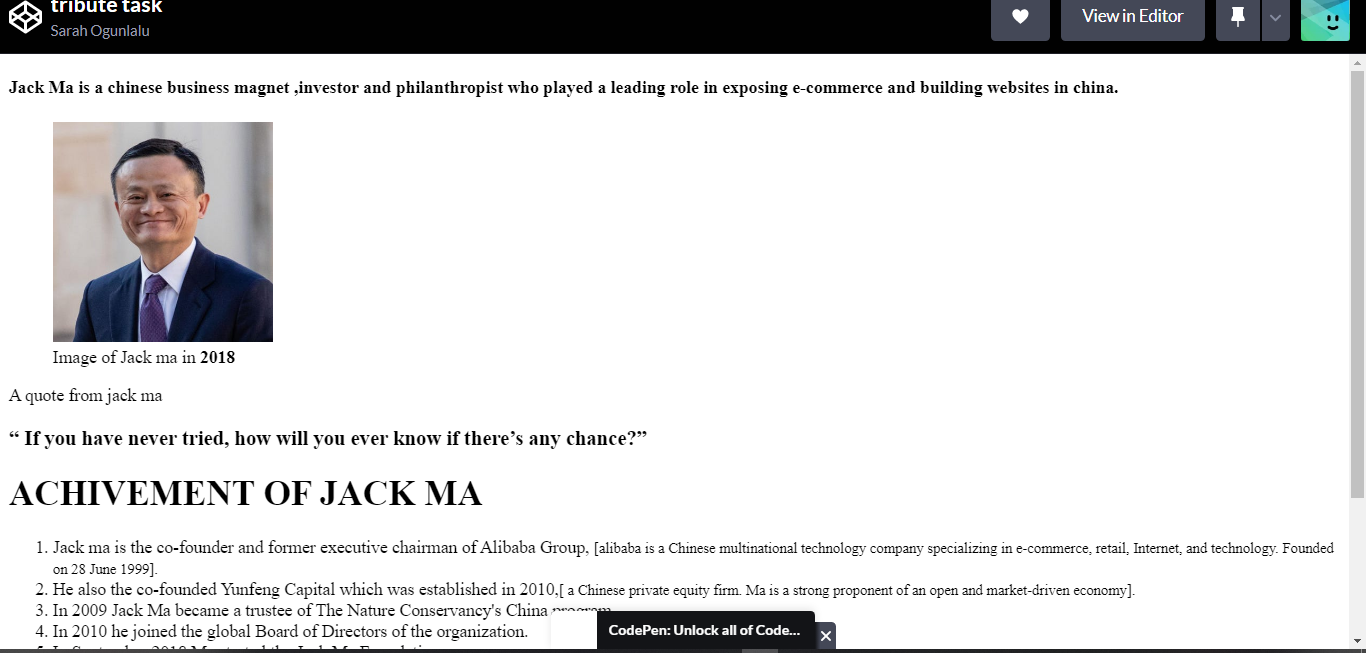 tribute task
Sarah Ogunlalu
View in Editor
Jack Ma is a chinese business magnet ,investor and philanthropist who played a leading role in exposing e-commerce and building websites in china.
Image of Jack ma in 2018
A quote from jack ma
“ If you have never tried, how will you ever know if there’s any chance?”
ACHIVEMENT OF JACK MA
1. Jack ma is the co-founder and former executive chairman of Alibaba Group, [alibaba is a Chinese multinational technology company specializing in e-commerce, retail, Internet, and technology. Founded
on 28 June 1999].
2. He also the co-founded Yunfeng Capital which was established in 2010,[ a Chinese private equity firm. Ma is a strong proponent of an open and market-driven economy].
3. In 2009 Jack Ma became a trustee of The Nature Conservancy's China program
4. In 2010 he joined the global Board of Directors of the organization.
CodePen: Unlock all of Code...